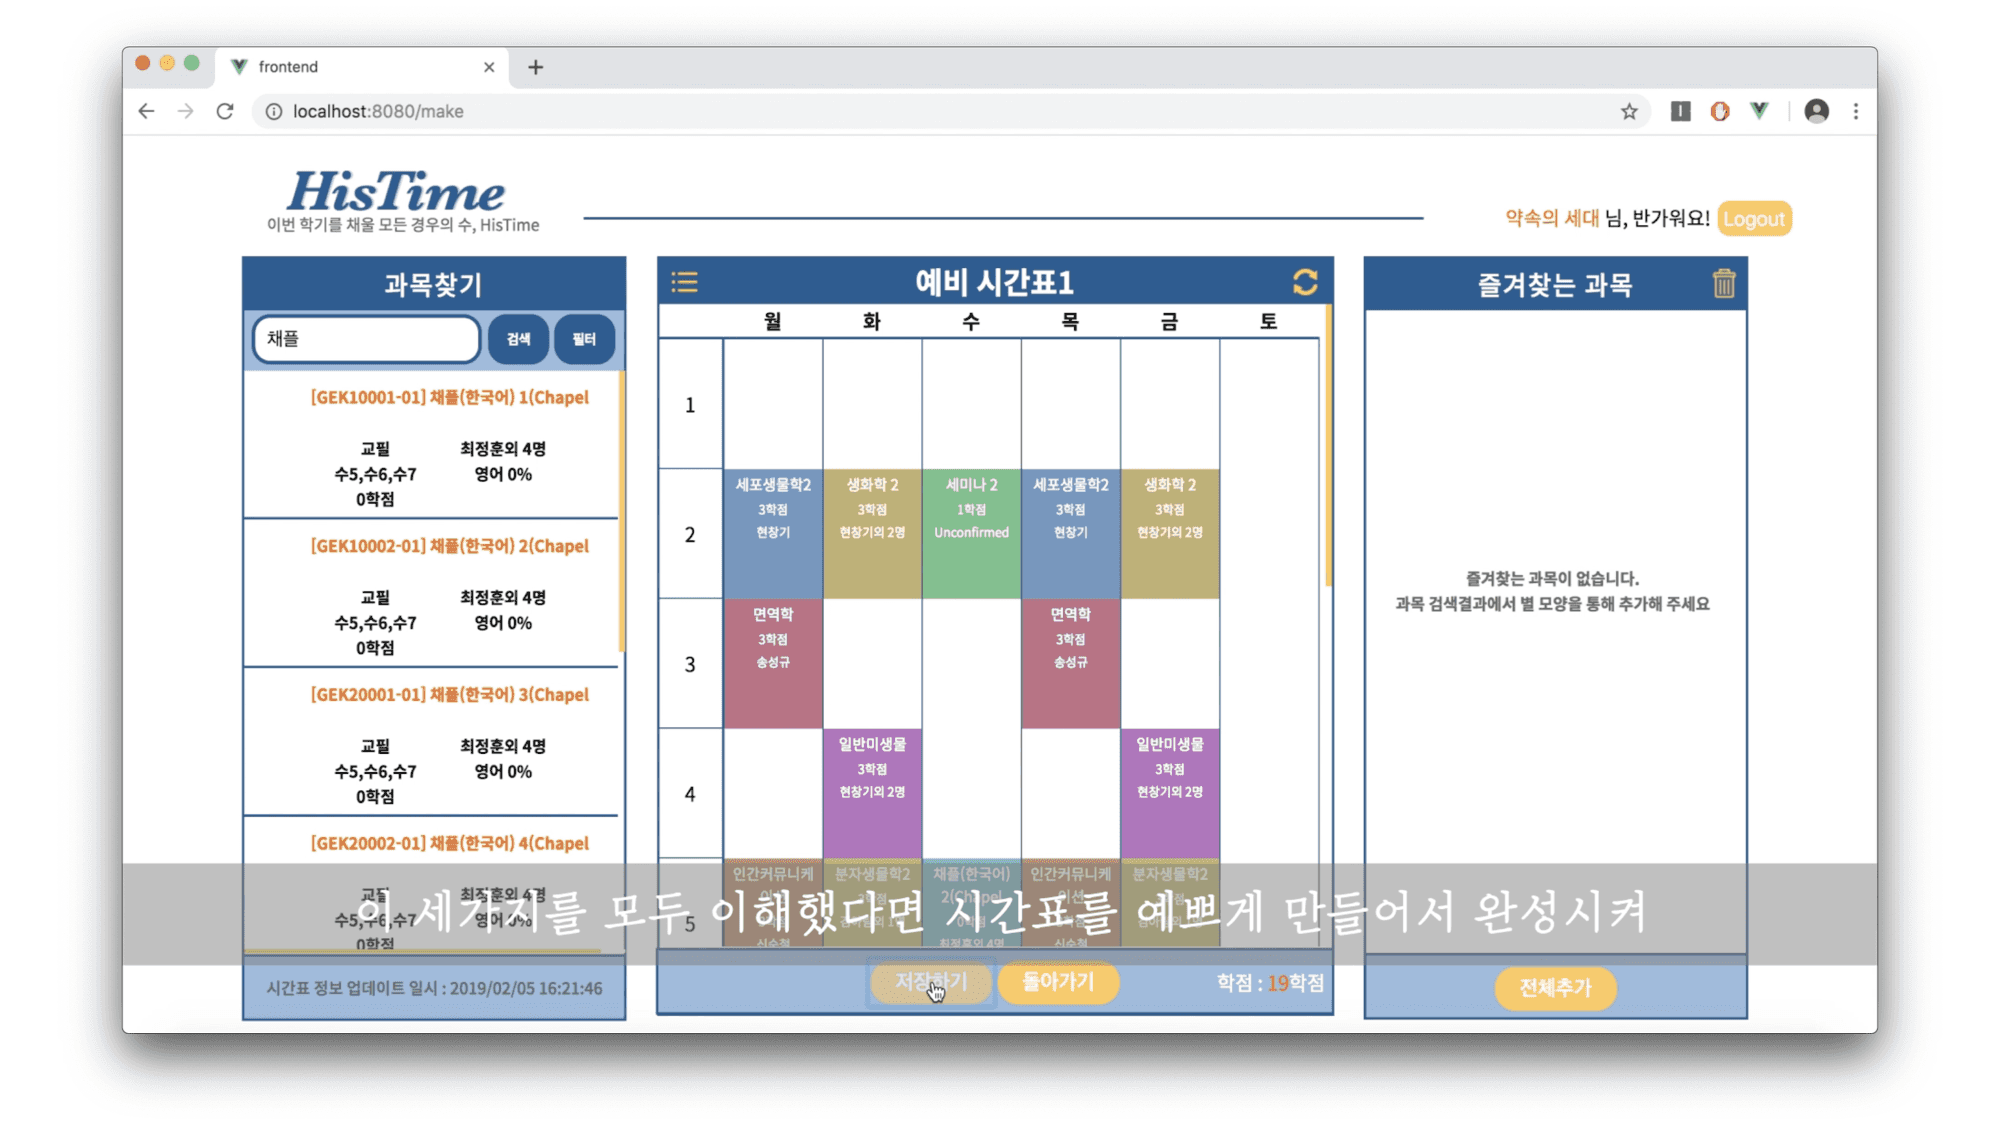 frontend
localhost:8080/make
HisTime
이번 학기를 채울 모든 경우의 수, HisTime
약속의 세대 님, 반가워요! Logout
과목찾기
채플 검색 필터
[GEK10001-01] 채플(한국어) 1(Chapel
교필 최정훈외 4명
수5,수6,수7 영어 0%
0학점
[GEK10002-01] 채플(한국어) 2(Chapel
교필 최정훈외 4명
수5,수6,수7 영어 0%
0학점
[GEK20001-01] 채플(한국어) 3(Chapel
교필 최정훈외 4명
수5,수6,수7 영어 0%
0학점
[GEK20002-01] 채플(한국어) 4(Chapel
교필 최정훈외 4명
수5,수6,수7 영어 0%
0학점
시간표 정보 업데이트 일시 : 2019/02/05 16:21:46
예비 시간표1
월 화 수 목 금 토
1
2
세포생물학2 생화학 2 세미나 2 세포생물학2 생화학 2
3학점 3학점 1학점 3학점 3학점
현창기 현창기외 2명 Unconfirmed 현창기 현창기외 2명
3
면역학 면역학
3학점 3학점
송성규 송성규
4
일반미생물 일반미생물
3학점 3학점
현창기외 2명 현창기외 2명
5
인간커뮤니케 분자생물학2 채플(한국어) 인간커뮤니케 분자생물학2
이션 2(Chapel 이션
신순철 최정훈외 4명 신순철
저장하기 돌아가기 학점 : 19학점
즐겨찾는 과목
즐겨찾는 과목이 없습니다.
과목 검색결과에서 별 모양을 통해 추가해 주세요
전체추가
이 세가지를 모두 이해했다면 시간표를 예쁘게 만들어서 완성시켜